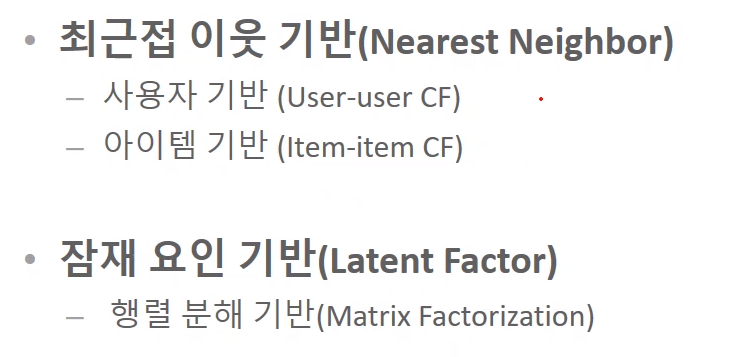 • 최근접 이웃 기반(Nearest Neighbor)
– 사용자 기반 (User-user CF)
– 아이템 기반 (Item-item CF)
• 잠재 요인 기반(Latent Factor)
– 행렬 분해 기반(Matrix Factorization)